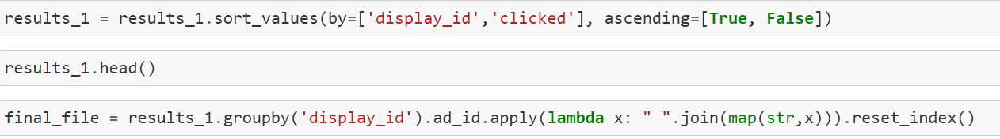 results_1 = results_1.sort_values(by=['display_id','clicked'], ascending=[True, False])
results_1.head()
final_file = results_1.groupby('display_id').ad_id.apply(lambda x: " ".join(map(str,x))).reset_index()